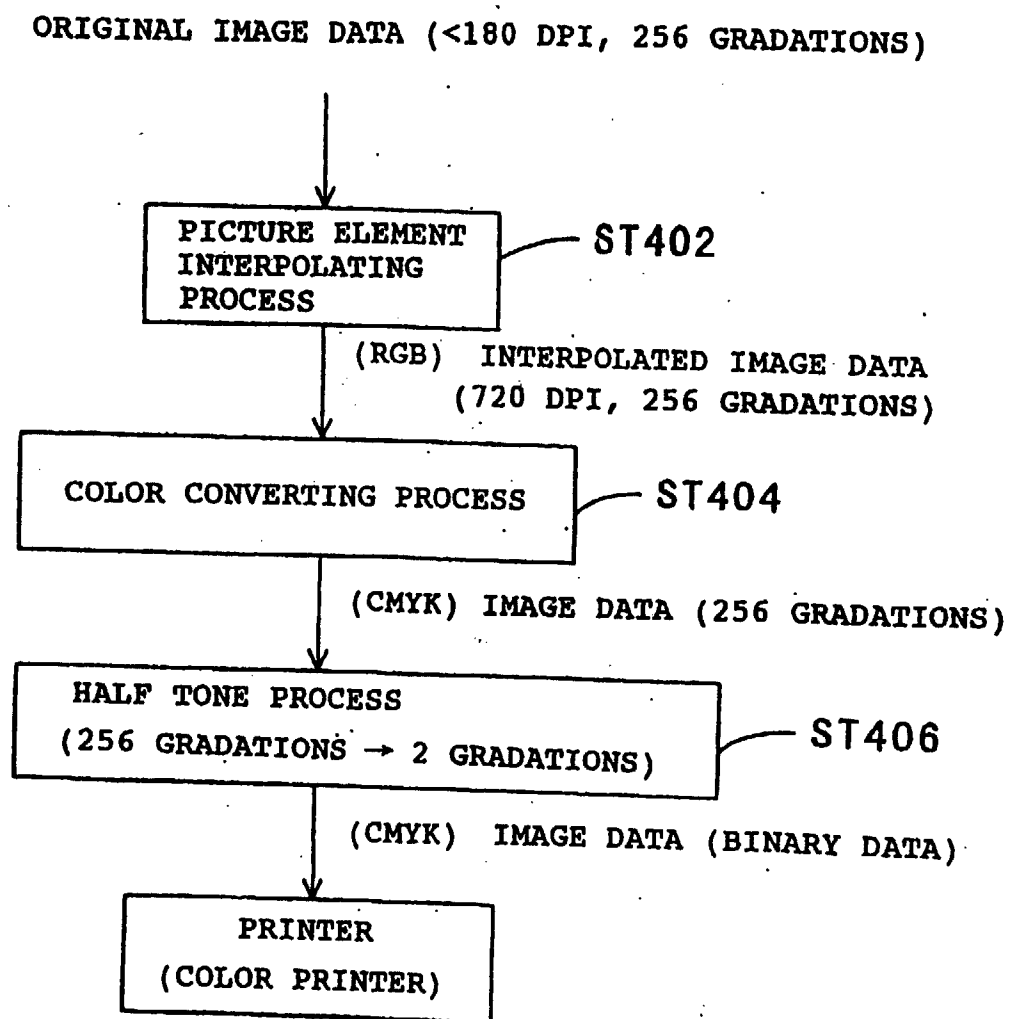 ORIGINAL IMAGE DATA (<180 DPI, 256 GRADATIONS)
PICTURE ELEMENT
INTERPOLATING
PROCESS
ST402
(RGB) INTERPOLATED IMAGE DATA
(720 DPI, 256 GRADATIONS)
COLOR CONVERTING PROCESS
ST404
(CMYK) IMAGE DATA (256 GRADATIONS)
HALF TONE PROCESS
(256 GRADATIONS → 2 GRADATIONS)
ST406
(CMYK) IMAGE DATA (BINARY DATA)
PRINTER
(COLOR PRINTER)